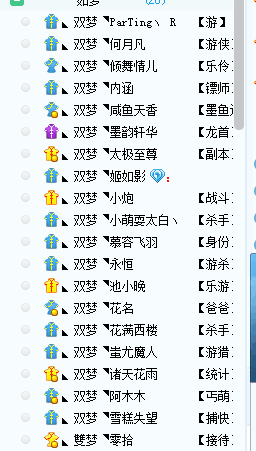 如梦 (20)
◣双梦◥ParTing丶 R 【游】
◣双梦◥何月凡 【游侠
◣双梦◥倾舞情儿 【乐伶
◣双梦◥内涵 【镖师
◣双梦◥咸鱼天香 【墨鱼
◣双梦◥墨韵轩华 【龙首
◣双梦◥太极至尊 【副本
◣双梦◥姬如影
◣双梦◥小炮 【战斗
◣双梦◥小萌耍太白丶 【杀手
◣双梦◥慕容飞羽 【身份
◣双梦◥永恒 【游杀
◣双梦◥池小晚 【乐游
◣双梦◥花名 【爸爸
◣双梦◥花满西楼 【杀手
◣双梦◥蚩尤魔人 【游猎
◣双梦◥诸天花雨 【统计
◣双梦◥阿木木 【丐萌
◣双梦◥雪糕失望 【捕快
◣雙梦◥零拾 【接待